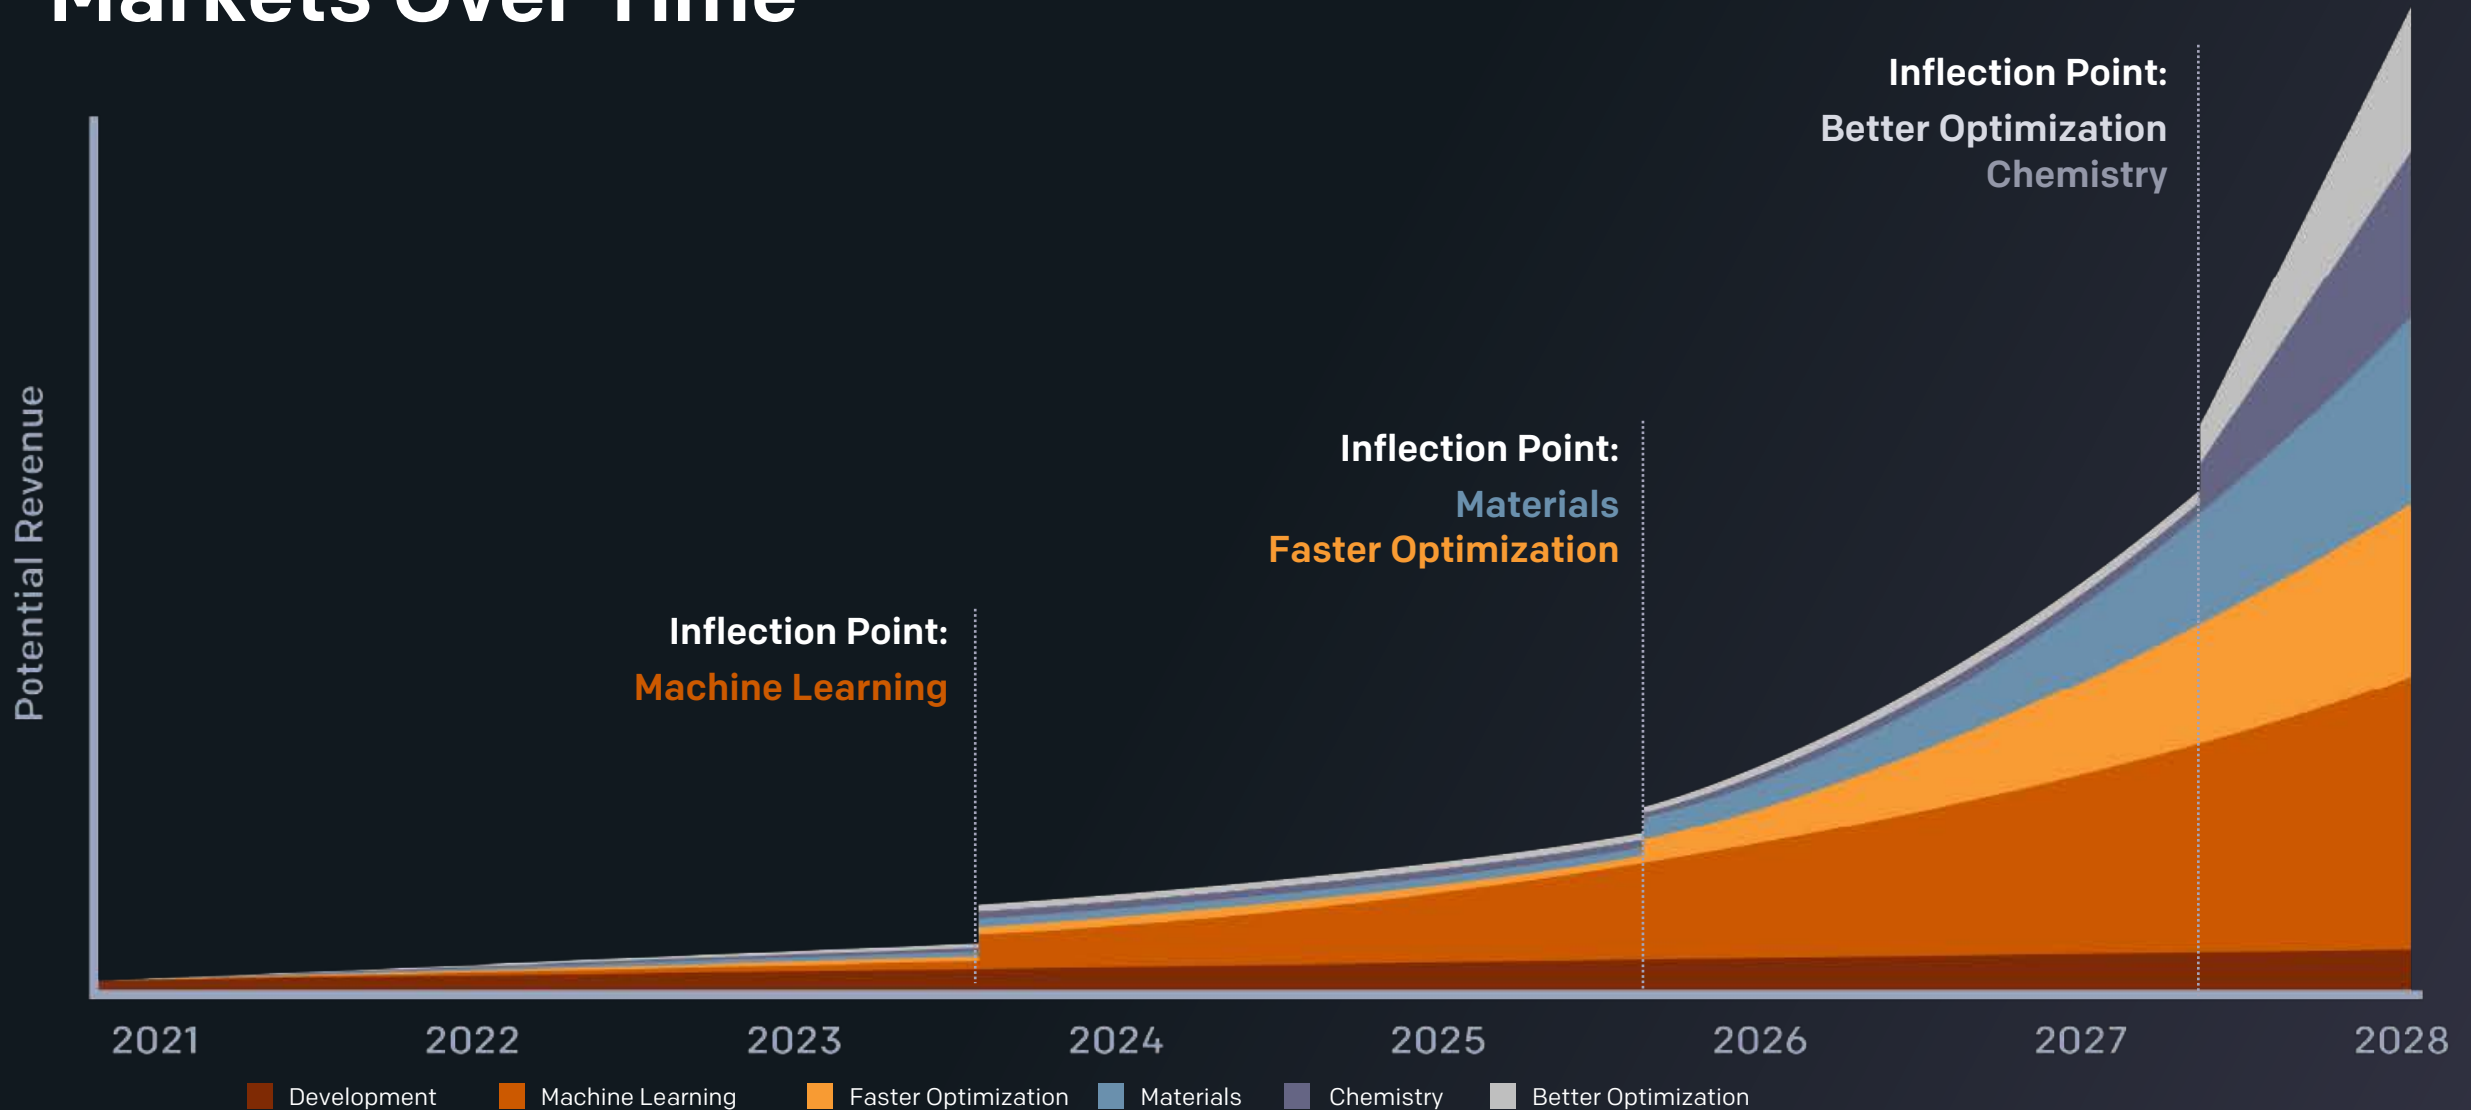 Markets Over Time
Inflection Point:
Better Optimization
Chemistry
Inflection Point:
Materials
Faster Optimization
Inflection Point:
Machine Learning
Potential Revenue
2021 2022 2023 2024 2025 2026 2027 2028
Development Machine Learning Faster Optimization Materials Chemistry Better Optimization